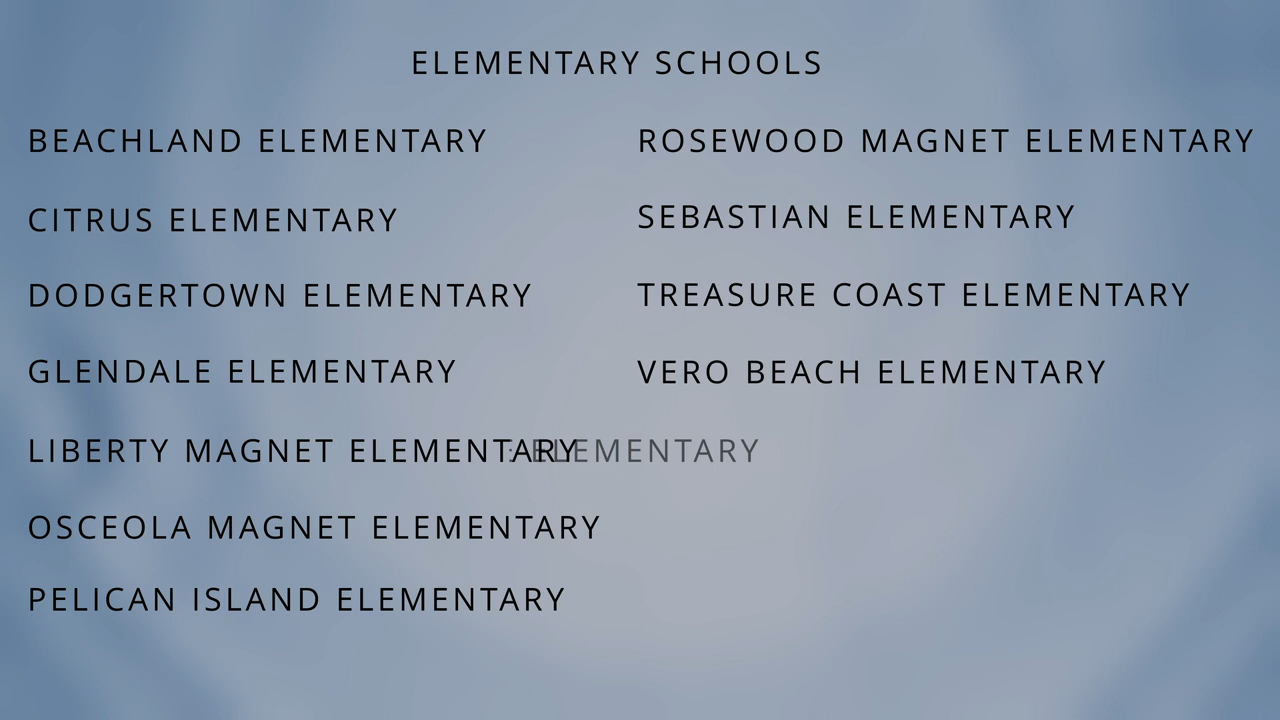 ELEMENTARY SCHOOLS
BEACHLAND ELEMENTARY
CITRUS ELEMENTARY
DODGERTOWN ELEMENTARY
GLENDALE ELEMENTARY
LIBERTY MAGNET ELEMENTARY
OSCEOLA MAGNET ELEMENTARY
PELICAN ISLAND ELEMENTARY
ROSEWOOD MAGNET ELEMENTARY
SEBASTIAN ELEMENTARY
TREASURE COAST ELEMENTARY
VERO BEACH ELEMENTARY
ELEMENTARY